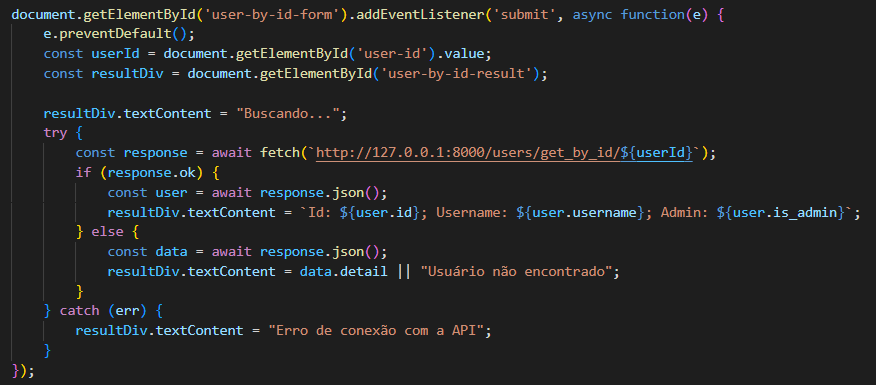 document.getElementById('user-by-id-form').addEventListener('submit', async function(e) {
    e.preventDefault();
    const userId = document.getElementById('user-id').value;
    const resultDiv = document.getElementById('user-by-id-result');

    resultDiv.textContent = "Buscando...";
    try {
        const response = await fetch(`http://127.0.0.1:8000/users/get_by_id/${userId}`);
        if (response.ok) {
            const user = await response.json();
            resultDiv.textContent = `Id: ${user.id}; Username: ${user.username}; Admin: ${user.is_admin}`;
        } else {
            const data = await response.json();
            resultDiv.textContent = data.detail || "Usuário não encontrado";
        }
    } catch (err) {
        resultDiv.textContent = "Erro de conexão com a API";
    }
});